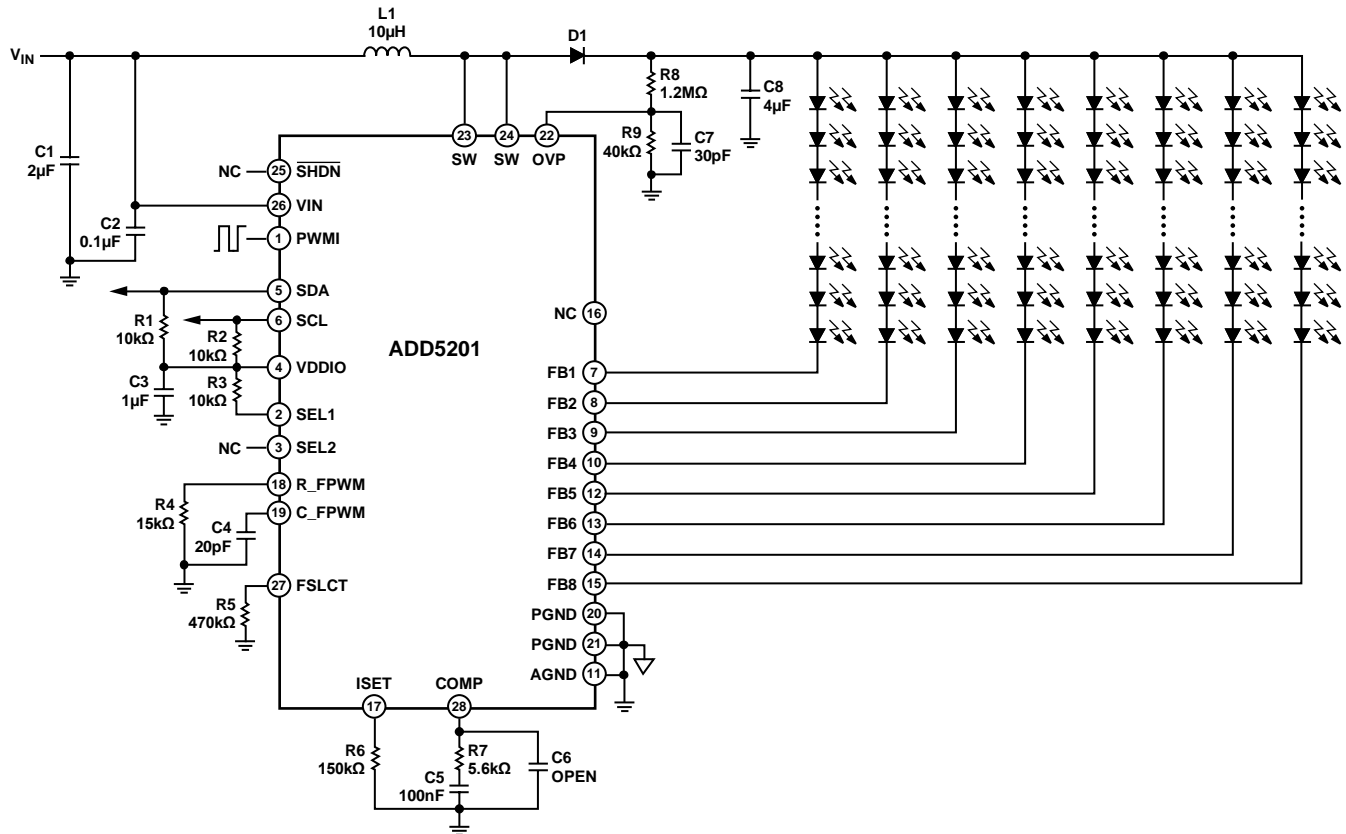 L1
10µH
D1
VIN
R8
1.2MΩ
C8
4µF
C1
2µF
23
24
22
SW
SW
OVP
R9
40kΩ
C7
30pF
NC
25
SHDN
26
VIN
C2
0.1µF
1
PWMI
5
SDA
R1
10kΩ
6
SCL
R2
10kΩ
ADD5201
NC
16
4
VDDIO
C3
1µF
R3
10kΩ
2
SEL1
NC
3
SEL2
FB1
7
FB2
8
FB3
9
FB4
10
FB5
12
FB6
13
FB7
14
FB8
15
18
R_FPWM
R4
15kΩ
19
C_FPWM
C4
20pF
27
FSLCT
R5
470kΩ
PGND
20
PGND
21
AGND
11
ISET
COMP
17
28
R6
150kΩ
R7
5.6kΩ
C5
100nF
C6
OPEN